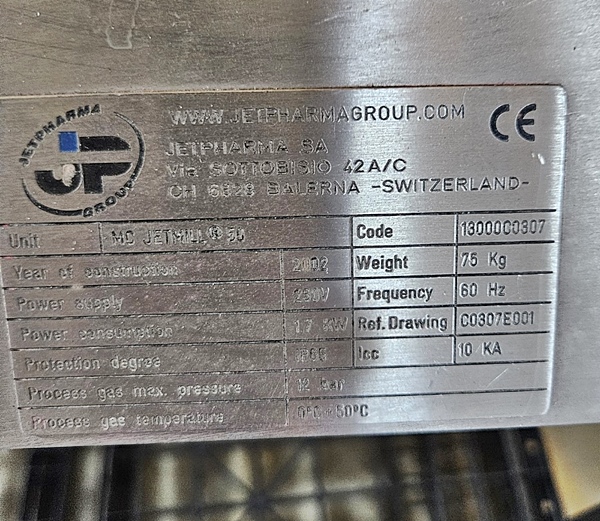 JETPHARMA
JP
GROUP
WWW.JETPHARMAGROUP.COM
CE
JETPHARMA SA
VIA SOTTOBISIO 42A/C
CH 6828 BALERNA -SWITZERLAND-
Unit MC JETMILL® 50 Code 1300C0307
Year of construction Weight 75 Kg
Power supply 230V Frequency 60 Hz
Power consumption 1.7 KW Ref. Drawing C0307E001
Protection degree Icc 10 KA
Process gas max. pressure 12 bar
Process gas temperature 0°C +50°C